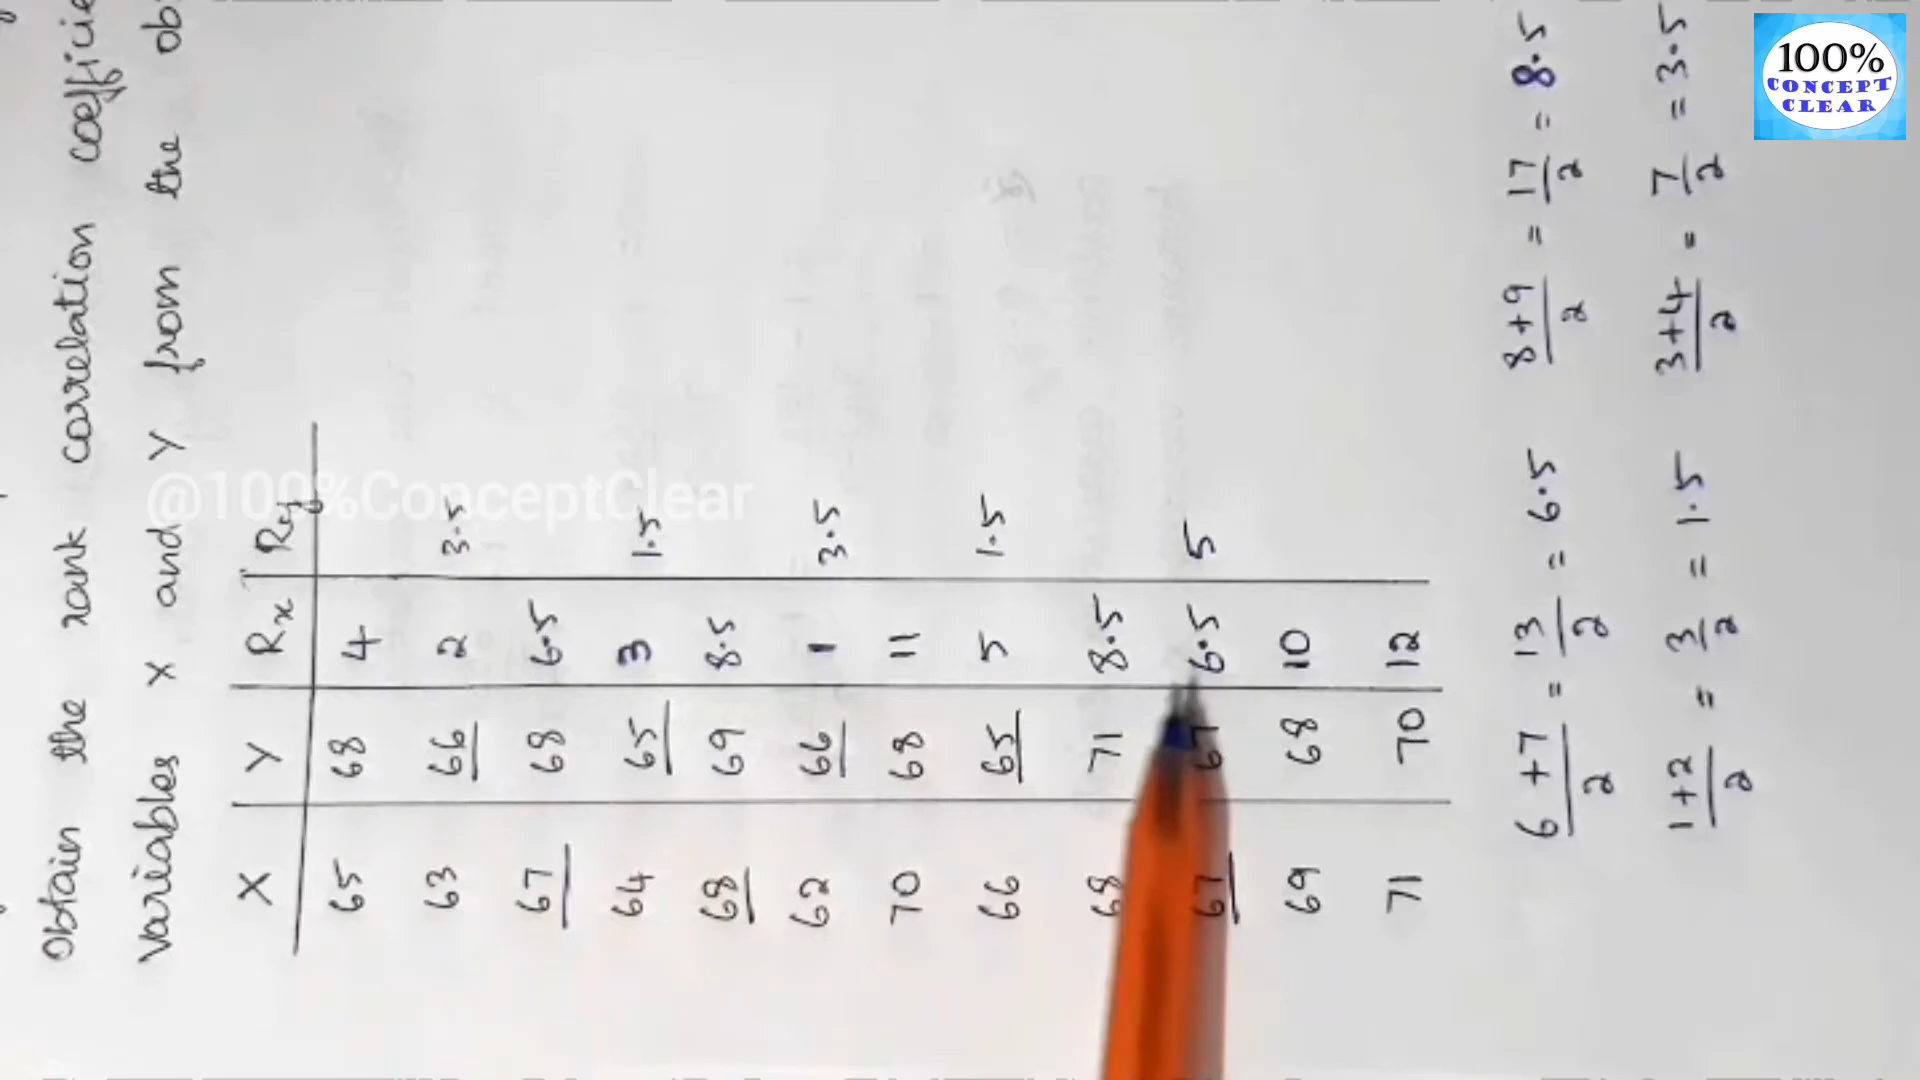 Obtain the rank correlation
variables X and Y from the
X Y Rx Ry
65 68 4
63 66 2 3.5
67 68 6.5
64 65 3 1.5
68 69 8.5
62 66 1 3.5
70 68 11
66 65 5 1.5
68 71 8.5
67 67 6.5 5
69 68 10
71 70 12
6+7/2 = 13/2 = 6.5 8+9/2 = 17/2 = 8.5
1+2/2 = 3/2 = 1.5 3+4/2 = 7/2 = 3.5
@100%ConceptClear
100%
CONCEPT
CLEAR